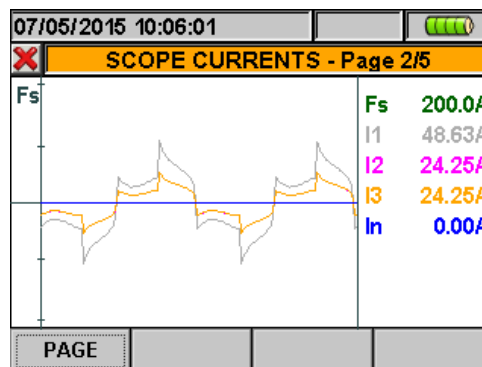 07/05/2015 10:06:01
SCOPE CURRENTS - Page 2/5
Fs
Fs 200.0A
I1 48.63A
I2 24.25A
I3 24.25A
In 0.00A
PAGE